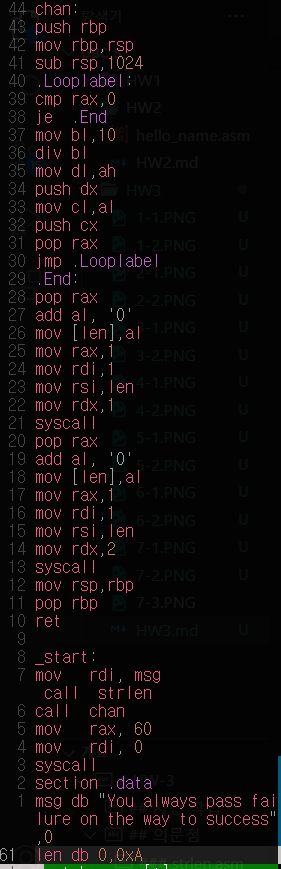 44 chan:
43 push rbp
42 mov rbp,rsp
41 sub rsp,1024
40 .Looplabel:
39 cmp rax,0
38 je  .End
37 mov bl,10
36 div bl
35 mov dl,ah
34 push dx
33 mov cl,al
32 push cx
31 pop rax
30 jmp .Looplabel
29 .End:
28 pop rax
27 add al, '0'
26 mov [len],al
25 mov rax,1
24 mov rdi,1
23 mov rsi,len
22 mov rdx,1
21 syscall
20 pop rax
19 add al, '0'
18 mov [len],al
17 mov rax,1
16 mov rdi,1
15 mov rsi,len
14 mov rdx,2
13 syscall
12 mov rsp,rbp
11 pop rbp
10 ret
9
8 _start:
7 mov   rdi, msg
call  strlen
6 call  chan
5 mov   rax, 60
4 mov   rdi, 0
3 syscall
2 section .data
1 msg db "You always pass fai
lure on the way to success"
,0
61 len db 0,0xA
HW1
HW2
hello_name.asm
HW2.md
HW3
1-1.PNG U
1-2.PNG
2-2.PNG
3-2.PNG
4-1.PNG U
4-2.PNG
5-1.PNG U
5-2.PNG
6-1.PNG U
6-2.PNG U
7-1.PNG U
7-2.PNG U
7-3.PNG
HW3.md U
## 의문점
## strlen.asm